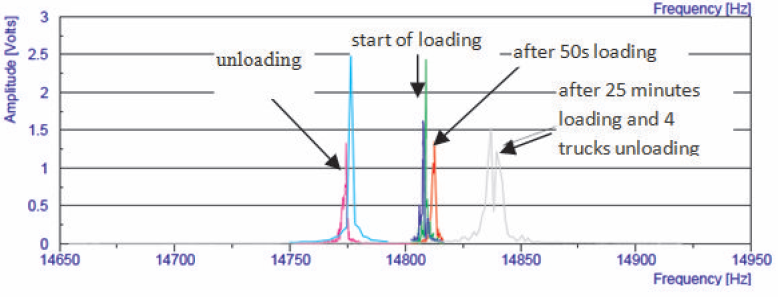 Frequency [Hz]
Amplitude [Volts]
3
2.5
2
1.5
1
0.5
0
unloading
start of loading
after 50s loading
after 25 minutes
loading and 4
trucks unloading
14650 14700 14750 14800 14850 14900 14950
Frequency [Hz]